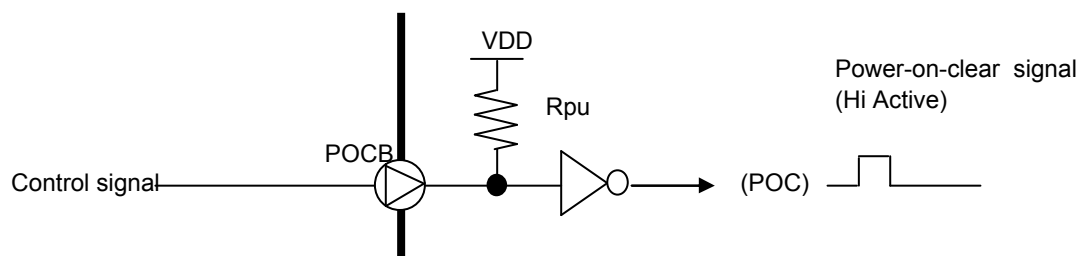 VDD
Power-on-clear signal
(Hi Active)
Rpu
POCB
Control signal
(POC)